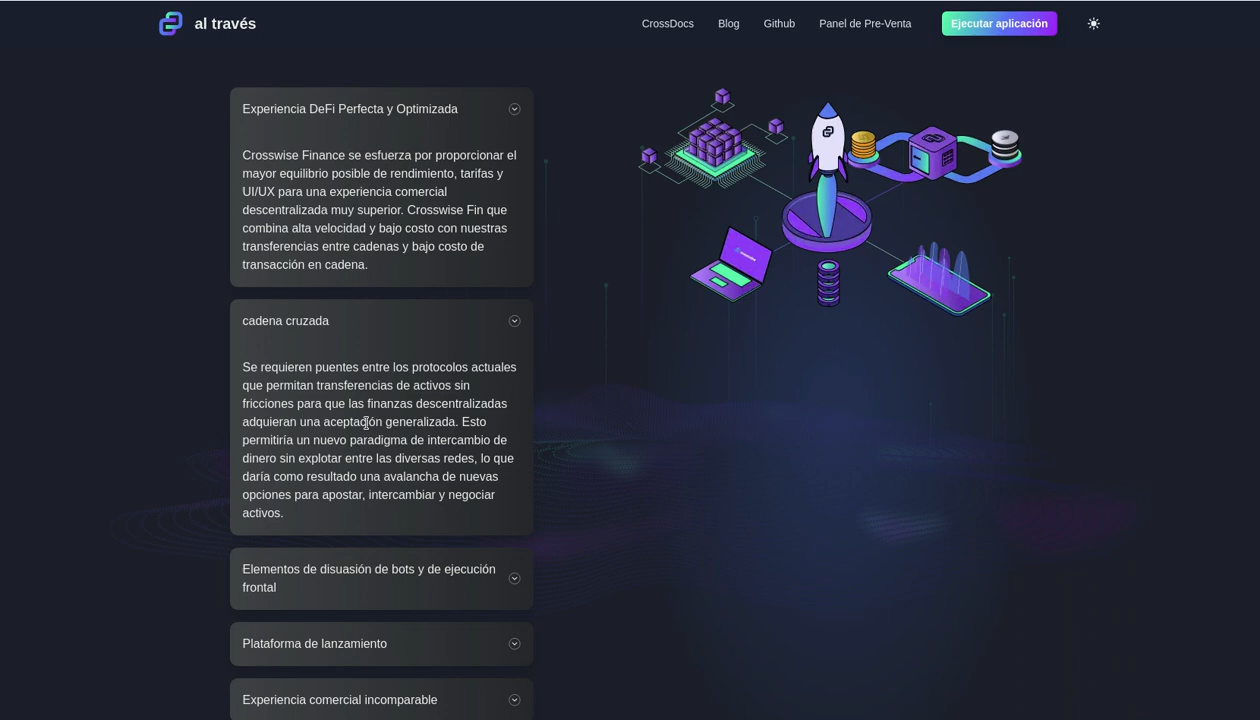 al través
CrossDocs
Blog
Github
Panel de Pre-Venta
Ejecutar aplicación
Experiencia DeFi Perfecta y Optimizada
Crosswise Finance se esfuerza por proporcionar el
mayor equilibrio posible de rendimiento, tarifas y
UI/UX para una experiencia comercial
descentralizada muy superior. Crosswise Fin que
combina alta velocidad y bajo costo con nuestras
transferencias entre cadenas y bajo costo de
transacción en cadena.
cadena cruzada
Se requieren puentes entre los protocolos actuales
que permitan transferencias de activos sin
fricciones para que las finanzas descentralizadas
adquieran una aceptación generalizada. Esto
permitiría un nuevo paradigma de intercambio de
dinero sin explotar entre las diversas redes, lo que
daría como resultado una avalancha de nuevas
opciones para apostar, intercambiar y negociar
activos.
Elementos de disuasión de bots y de ejecución
frontal
Plataforma de lanzamiento
Experiencia comercial incomparable